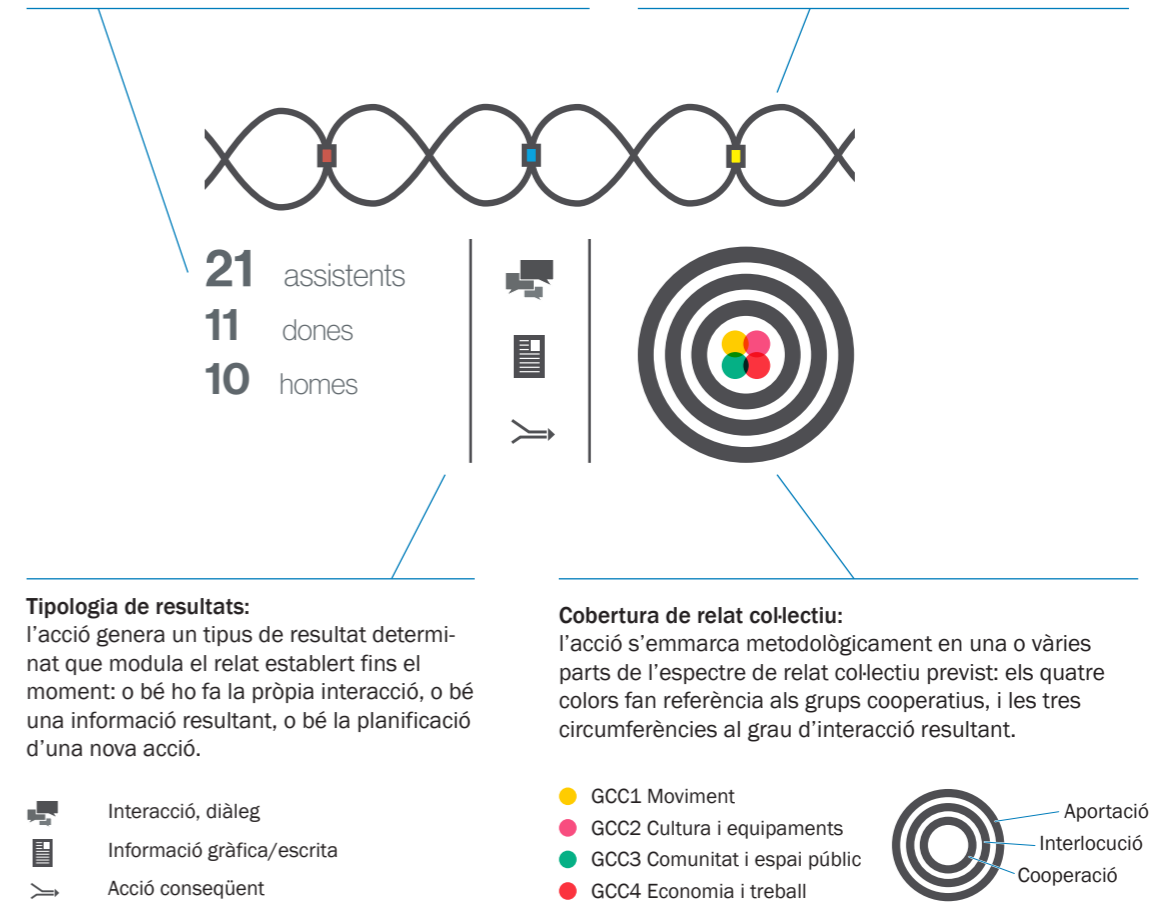 21 assistents
11 dones
10 homes
Tipologia de resultats:
l’acció genera un tipus de resultat determi-
nat que modula el relat establert fins el
moment: o bé ho fa la pròpia interacció, o bé
una informació resultant, o bé la planificació
d’una nova acció.
Interacció, diàleg
Informació gràfica/escrita
Acció conseqüent
Cobertura de relat col·lectiu:
l’acció s’emmarca metodològicament en una o vàries
parts de l’espectre de relat col·lectiu previst: els quatre
colors fan referència als grups cooperatius, i les tres
circumferències al grau d’interacció resultant.
GCC1 Moviment
GCC2 Cultura i equipaments
GCC3 Comunitat i espai públic
GCC4 Economia i treball
Aportació
Interlocució
Cooperació